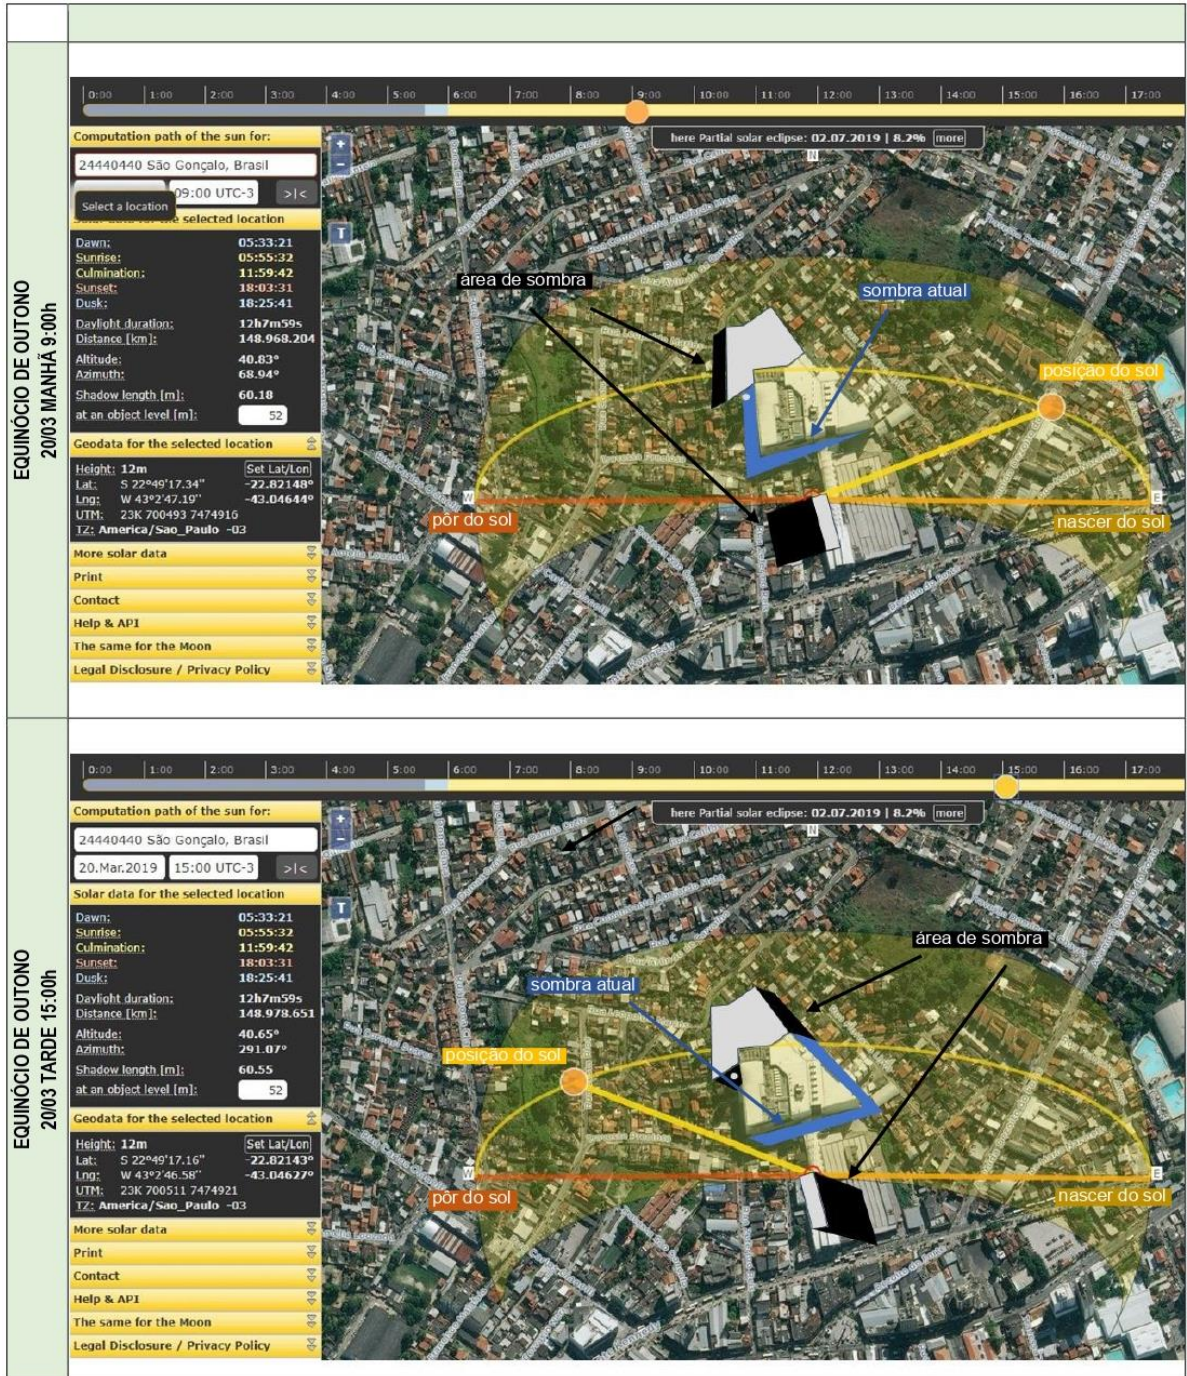 EQUINÓCIO DE OUTONO
20/03 MANHÃ 9:00h
0:00 1:00 2:00 3:00 4:00 5:00 6:00 7:00 8:00 9:00 10:00 11:00 12:00 13:00 14:00 15:00 16:00 17:00
Computation path of the sun for:
24440440 São Gonçalo, Brasil
09:00 UTC-3 >|<
Select a location
Solar data for the selected location
Dawn: 05:33:21
Sunrise: 05:55:32
Culmination: 11:59:42
Sunset: 18:03:31
Dusk: 18:25:41
Daylight duration: 12h7m59s
Distance [km]: 148.968.204
Altitude: 40.83°
Azimuth: 68.94°
Shadow length [m]: 60.18
at an object level [m]: 52
Geodata for the selected location
Height: 12m Set Lat/Lon
Lat: S 22°49'17.34'' -22.82148°
Lng: W 43°2'47.19'' -43.04644°
UTM: 23K 700493 7474916
TZ: America/Sao_Paulo -03
More solar data
Print
Contact
Help & API
The same for the Moon
Legal Disclosure / Privacy Policy
+
−
T
here Partial solar eclipse: 02.07.2019 | 8.2% more
N
área de sombra
sombra atual
posição do sol
W
E
pôr do sol
nascer do sol
EQUINÓCIO DE OUTONO
20/03 TARDE 15:00h
0:00 1:00 2:00 3:00 4:00 5:00 6:00 7:00 8:00 9:00 10:00 11:00 12:00 13:00 14:00 15:00 16:00 17:00
Computation path of the sun for:
24440440 São Gonçalo, Brasil
20.Mar.2019 15:00 UTC-3 >|<
Solar data for the selected location
Dawn: 05:33:21
Sunrise: 05:55:32
Culmination: 11:59:42
Sunset: 18:03:31
Dusk: 18:25:41
Daylight duration: 12h7m59s
Distance [km]: 148.978.651
Altitude: 40.65°
Azimuth: 291.07°
Shadow length [m]: 60.55
at an object level [m]: 52
Geodata for the selected location
Height: 12m Set Lat/Lon
Lat: S 22°49'17.16'' -22.82143°
Lng: W 43°2'46.58'' -43.04627°
UTM: 23K 700511 7474921
TZ: America/Sao_Paulo -03
More solar data
Print
Contact
Help & API
The same for the Moon
Legal Disclosure / Privacy Policy
+
−
T
here Partial solar eclipse: 02.07.2019 | 8.2% more
N
área de sombra
sombra atual
posição do sol
W
E
pôr do sol
nascer do sol